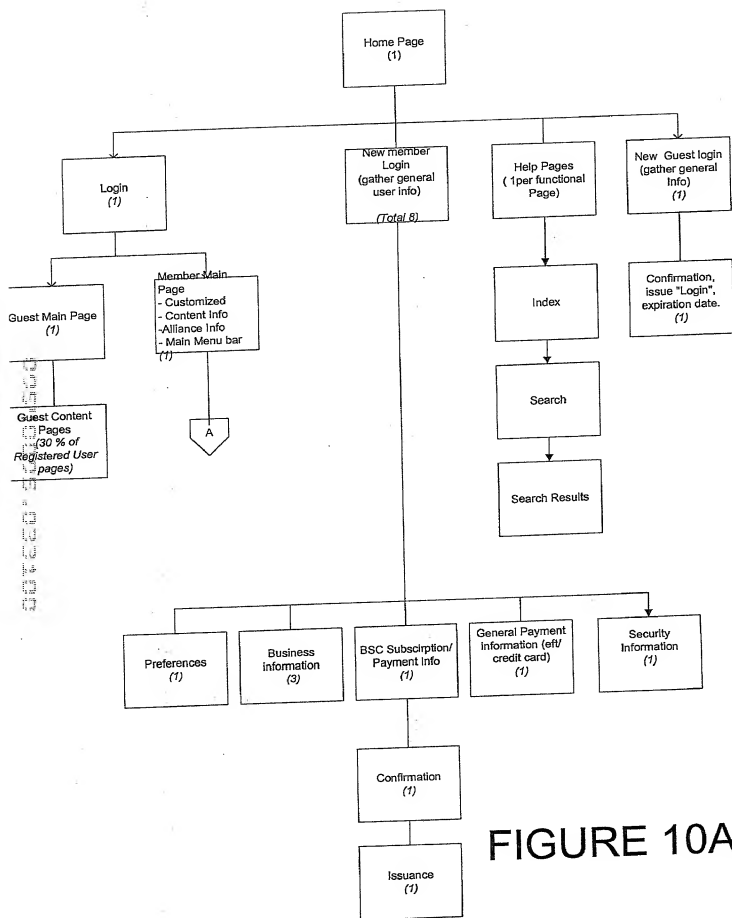 Home Page
(1)
Login
(1)
New member
Login
(gather general
user info)
(Total 8)
Help Pages
( 1per functional
Page)
New Guest login
(gather general
Info)
(1)
Guest Main Page
(1)
Member Main
Page
- Customized
- Content Info
-Alliance Info
- Main Menu bar
(1)
Index
Confirmation,
issue "Login",
expiration date.
(1)
Guest Content
Pages
(30 % of
Registered User
pages)
A
Search
Search Results
Preferences
(1)
Business
information
(3)
BSC Subscirption/
Payment Info
(1)
General Payment
information (eft/
credit card)
(1)
Security
Information
(1)
Confirmation
(1)
Issuance
(1)
FIGURE 10A